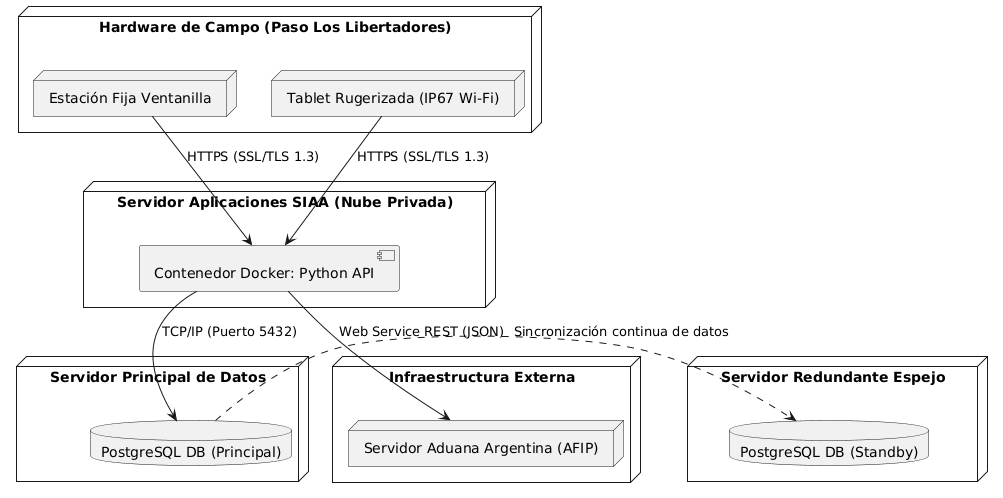 Hardware de Campo (Paso Los Libertadores)
Estación Fija Ventanilla
Tablet Rugerizada (IP67 Wi-Fi)
HTTPS (SSL/TLS 1.3)
HTTPS (SSL/TLS 1.3)
Servidor Aplicaciones SIAA (Nube Privada)
Contenedor Docker: Python API
TCP/IP (Puerto 5432)
Web Service REST (JSON)
Sincronización continua de datos
Servidor Principal de Datos
Infraestructura Externa
Servidor Redundante Espejo
PostgreSQL DB (Principal)
Servidor Aduana Argentina (AFIP)
PostgreSQL DB (Standby)